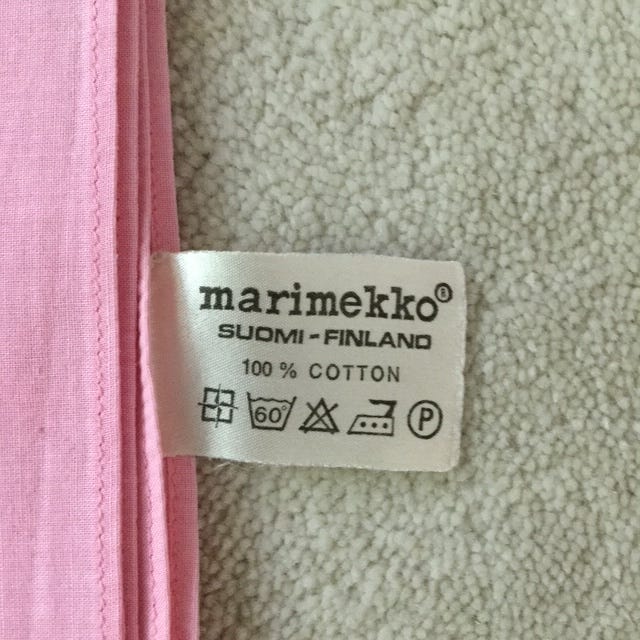 marimekko®
SUOMI-FINLAND
100 % COTTON
60° P